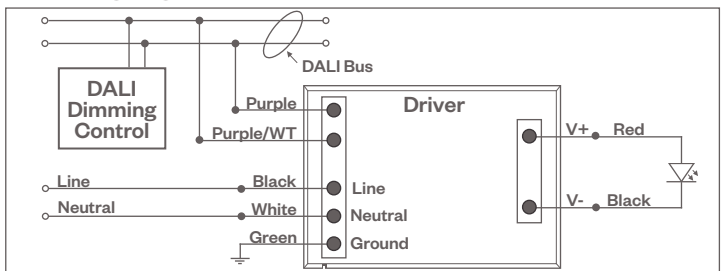 DALI Bus
DALI
Dimming
Control
Driver
Purple
Purple/WT
V+ Red
Line Black Line
V- Black
Neutral White Neutral
Green Ground